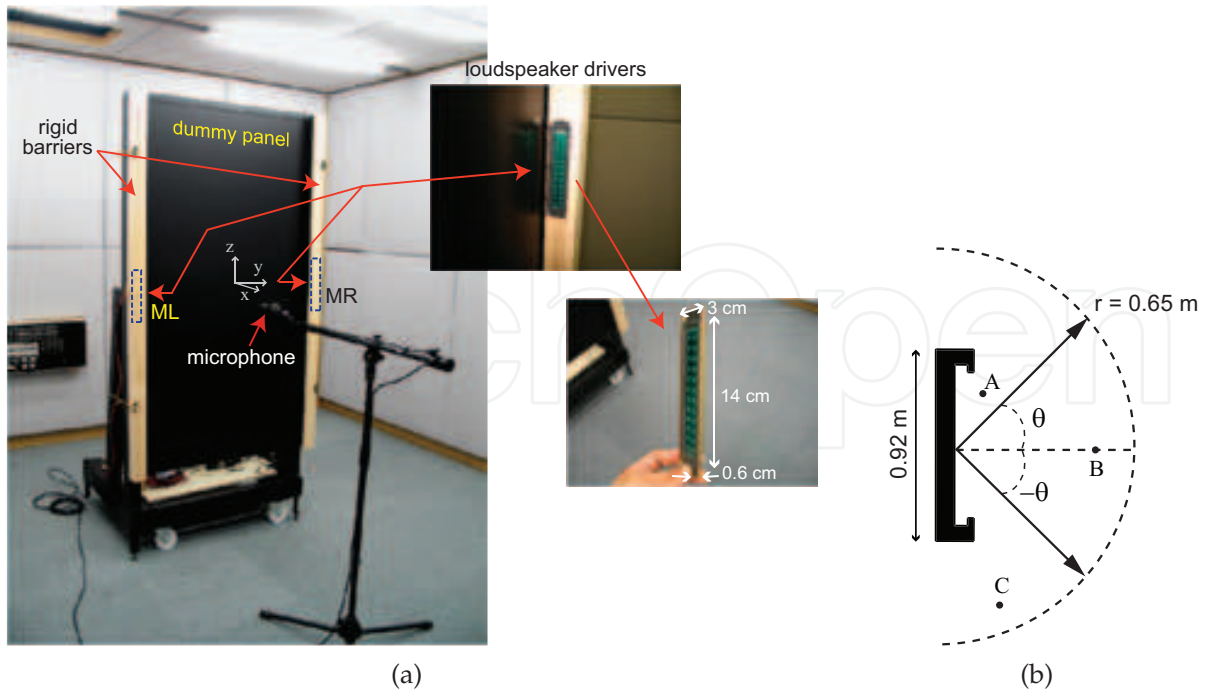 loudspeaker drivers
rigid
barriers
dummy panel
z
y
x
ML
MR
microphone
3 cm
14 cm
0.6 cm
r = 0.65 m
A
θ
0.92 m
B
−θ
C
(a)
(b)